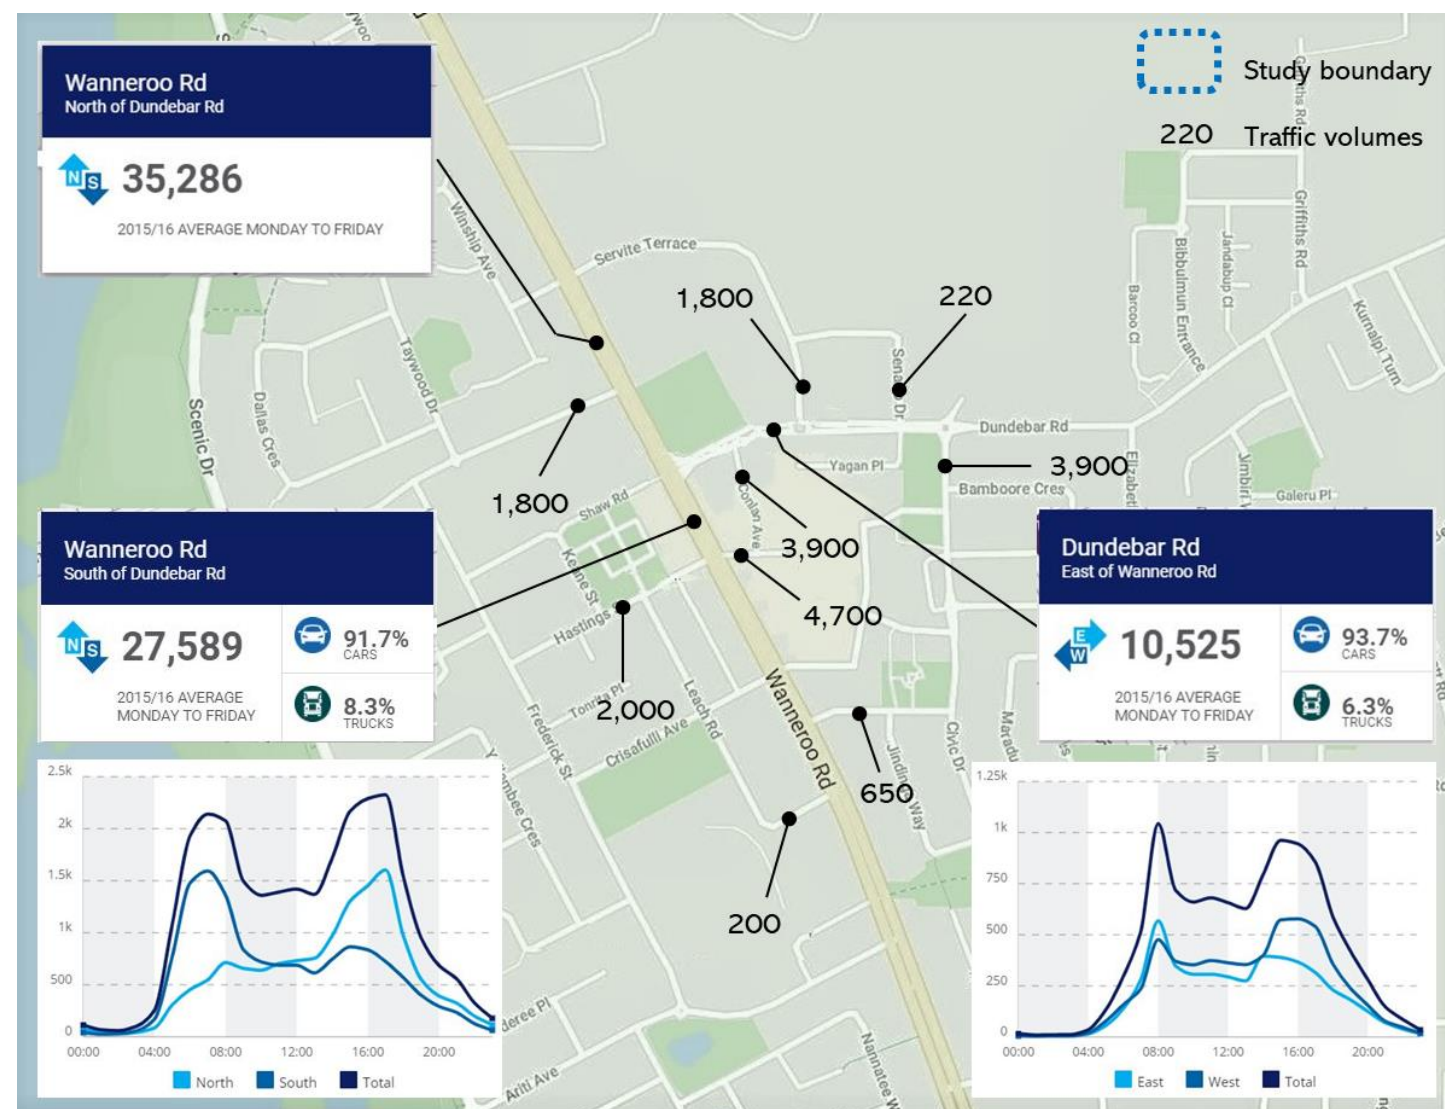 Wanneroo Rd
North of Dundebar Rd
N S 35,286
2015/16 AVERAGE MONDAY TO FRIDAY
Study boundary
220 Traffic volumes
Griffiths Rd
Winship Ave
Servite Terrace
1,800
220
Griffiths Rd
Jandabup Ct
Bibbulmun Entrance
Barcoo Ct
Kurnalpi Turn
Taywood Dr
Dallas Cres
Scenic Dr
Dundebar Rd
Yagan Pl
3,900
Bamboore Cres
Galeru Pl
1,800
Shaw Rd
Conlan Ave
3,900
4,700
Keane St
Hastings
Wanneroo Rd
South of Dundebar Rd
N S 27,589
2015/16 AVERAGE
MONDAY TO FRIDAY
91.7%
CARS
8.3%
TRUCKS
Dundebar Rd
East of Wanneroo Rd
E W 10,525
2015/16 AVERAGE
MONDAY TO FRIDAY
93.7%
CARS
6.3%
TRUCKS
Tonrita Pl
2,000
Leach Rd
Crisafulli Ave
Frederick St
Wanneroo Rd
Civic Dr
650
200
2.5k
2k
1.5k
1k
500
0
00:00 04:00 08:00 12:00 16:00 20:00
North South Total
1.25k
1k
750
500
250
0
00:00 04:00 08:00 12:00 16:00 20:00
East West Total
Ariti Ave